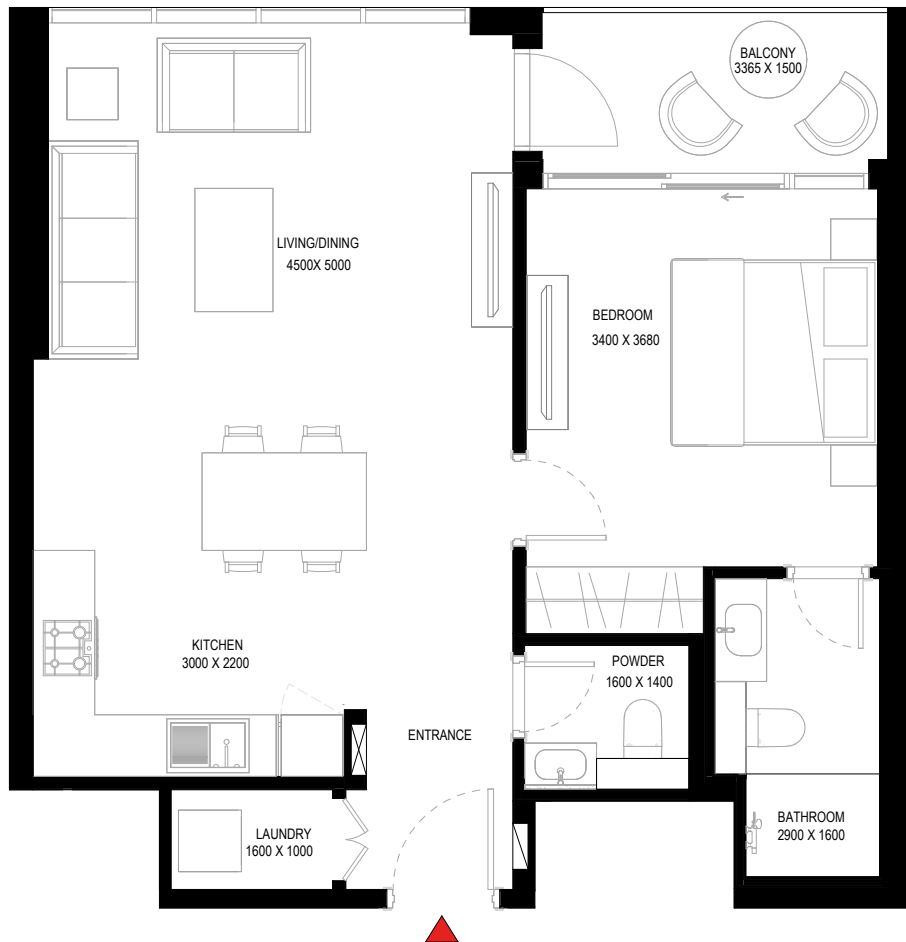 BALCONY
3365 X 1500
LIVING/DINING
4500X 5000
BEDROOM
3400 X 3680
KITCHEN
3000 X 2200
POWDER
1600 X 1400
ENTRANCE
LAUNDRY
1600 X 1000
BATHROOM
2900 X 1600